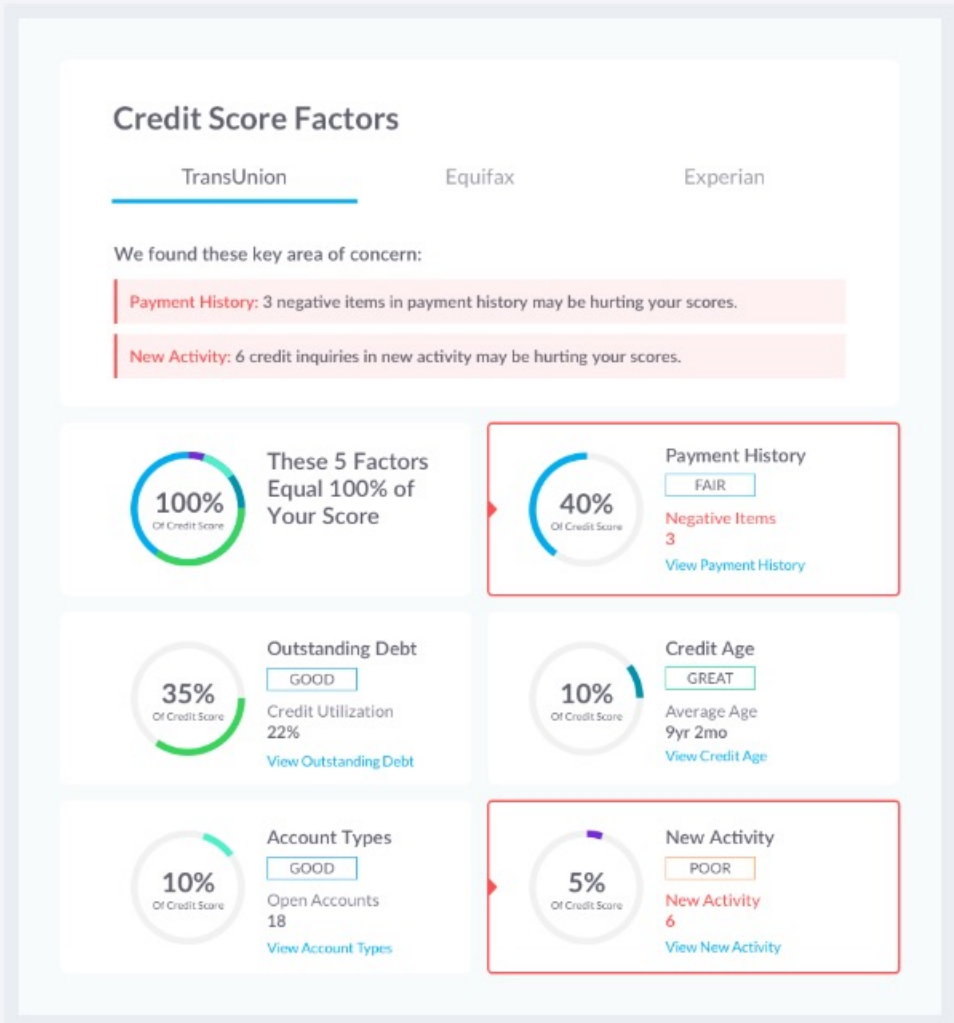 Credit Score Factors
TransUnion
Equifax
Experian
We found these key area of concern:
Payment History: 3 negative items in payment history may be hurting your scores.
New Activity: 6 credit inquiries in new activity may be hurting your scores.
100%
Of Credit Score
These 5 Factors
Equal 100% of
Your Score
40%
Of Credit Score
Payment History
FAIR
Negative Items
3
View Payment History
35%
Of Credit Score
Outstanding Debt
GOOD
Credit Utilization
22%
View Outstanding Debt
10%
Of Credit Score
Credit Age
GREAT
Average Age
9yr 2mo
View Credit Age
10%
Of Credit Score
Account Types
GOOD
Open Accounts
18
View Account Types
5%
Of Credit Score
New Activity
POOR
New Activity
6
View New Activity